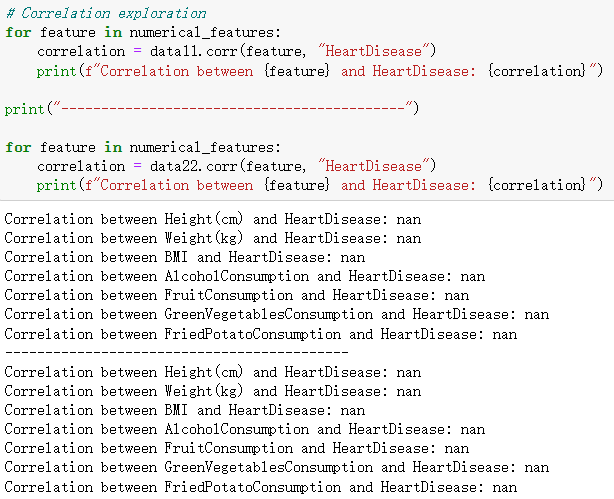 # Correlation exploration
for feature in numerical_features:
    correlation = data11.corr(feature, "HeartDisease")
    print(f"Correlation between {feature} and HeartDisease: {correlation}")

print("-------------------------------------------")

for feature in numerical_features:
    correlation = data22.corr(feature, "HeartDisease")
    print(f"Correlation between {feature} and HeartDisease: {correlation}")

Correlation between Height(cm) and HeartDisease: nan
Correlation between Weight(kg) and HeartDisease: nan
Correlation between BMI and HeartDisease: nan
Correlation between AlcoholConsumption and HeartDisease: nan
Correlation between FruitConsumption and HeartDisease: nan
Correlation between GreenVegetablesConsumption and HeartDisease: nan
Correlation between FriedPotatoConsumption and HeartDisease: nan
-------------------------------------------
Correlation between Height(cm) and HeartDisease: nan
Correlation between Weight(kg) and HeartDisease: nan
Correlation between BMI and HeartDisease: nan
Correlation between AlcoholConsumption and HeartDisease: nan
Correlation between FruitConsumption and HeartDisease: nan
Correlation between GreenVegetablesConsumption and HeartDisease: nan
Correlation between FriedPotatoConsumption and HeartDisease: nan